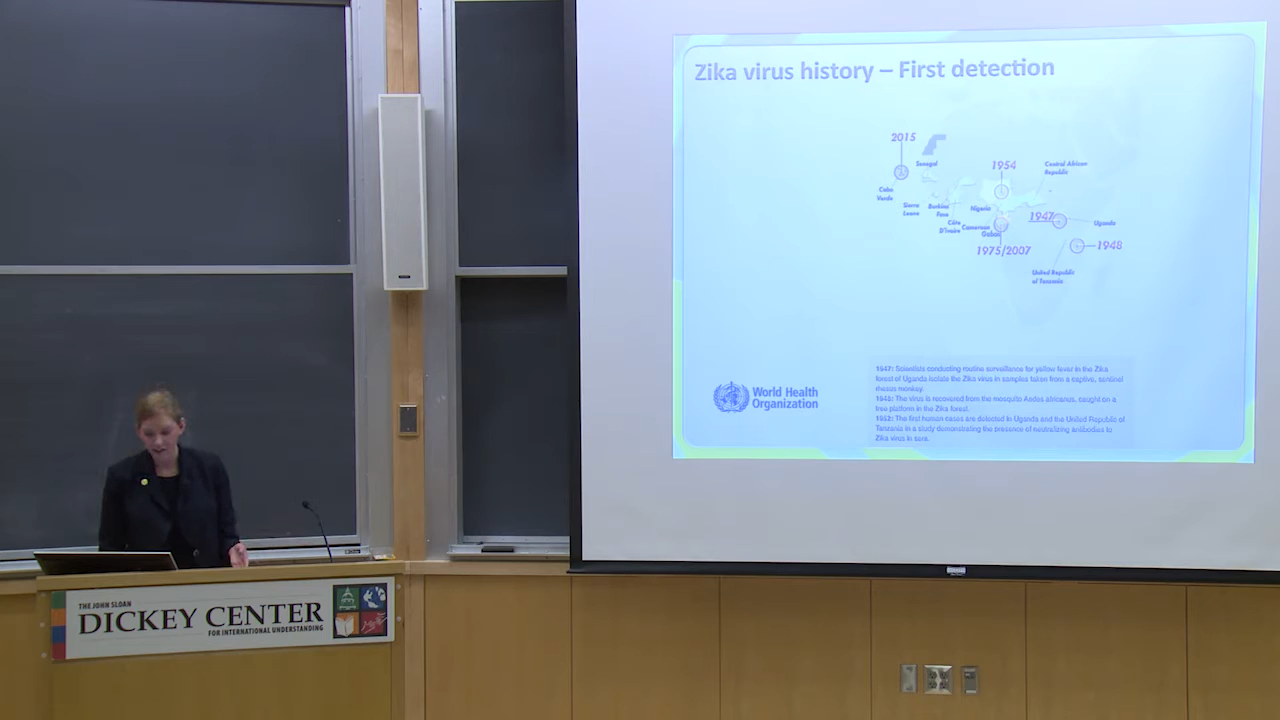 Zika virus history – First detection
2015
Senegal
1954
Central African
Republic
Cabo
Verde
Sierra
Leone
Burkina
Faso
Nigeria
1947
Uganda
Côte
D'Ivoire
Cameroon
Gabon
1975/2007
1948
United Republic
of Tanzania
World Health
Organization
1947: Scientists conducting routine surveillance for yellow fever in the Zika
forest of Uganda isolate the Zika virus in samples taken from a captive, sentinel
rhesus monkey.
1948: The virus is recovered from the mosquito Aedes africanus, caught on a
tree platform in the Zika forest.
1952: The first human cases are detected in Uganda and the United Republic of
Tanzania in a study demonstrating the presence of neutralizing antibodies to
Zika virus in sera.
THE JOHN SLOAN
DICKEY CENTER
FOR INTERNATIONAL UNDERSTANDING